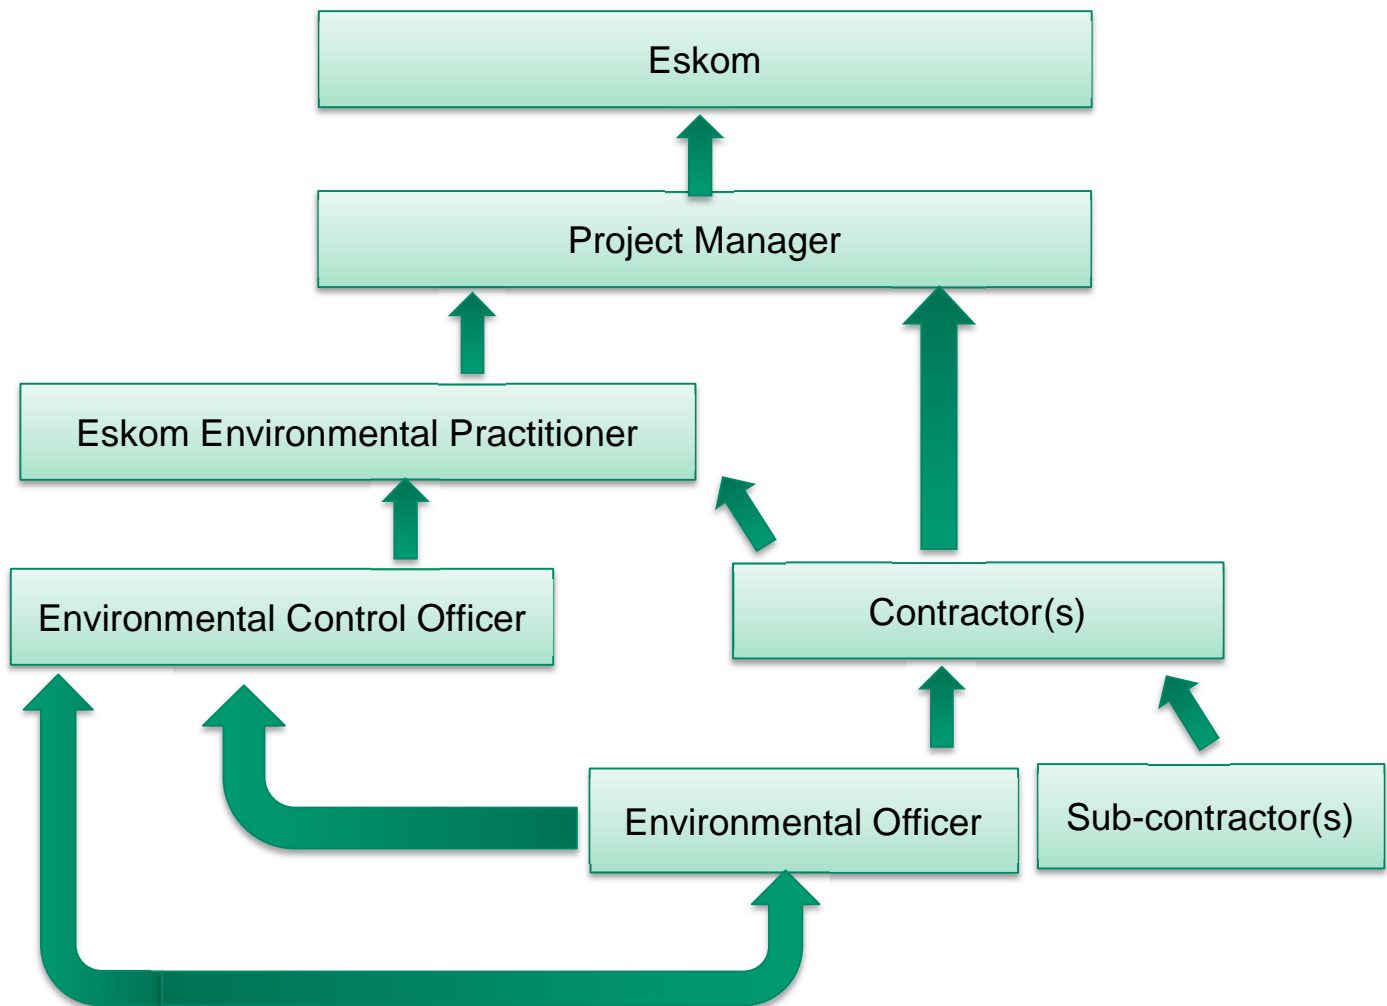 Eskom
Project Manager
Eskom Environmental Practitioner
Environmental Control Officer
Contractor(s)
Environmental Officer
Sub-contractor(s)